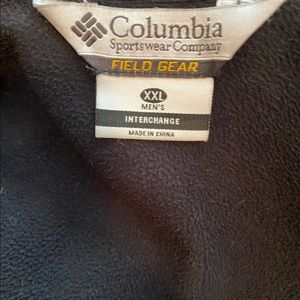 Columbia
Sportswear Company
FIELD GEAR
XXL
MEN'S
INTERCHANGE
MADE IN CHINA